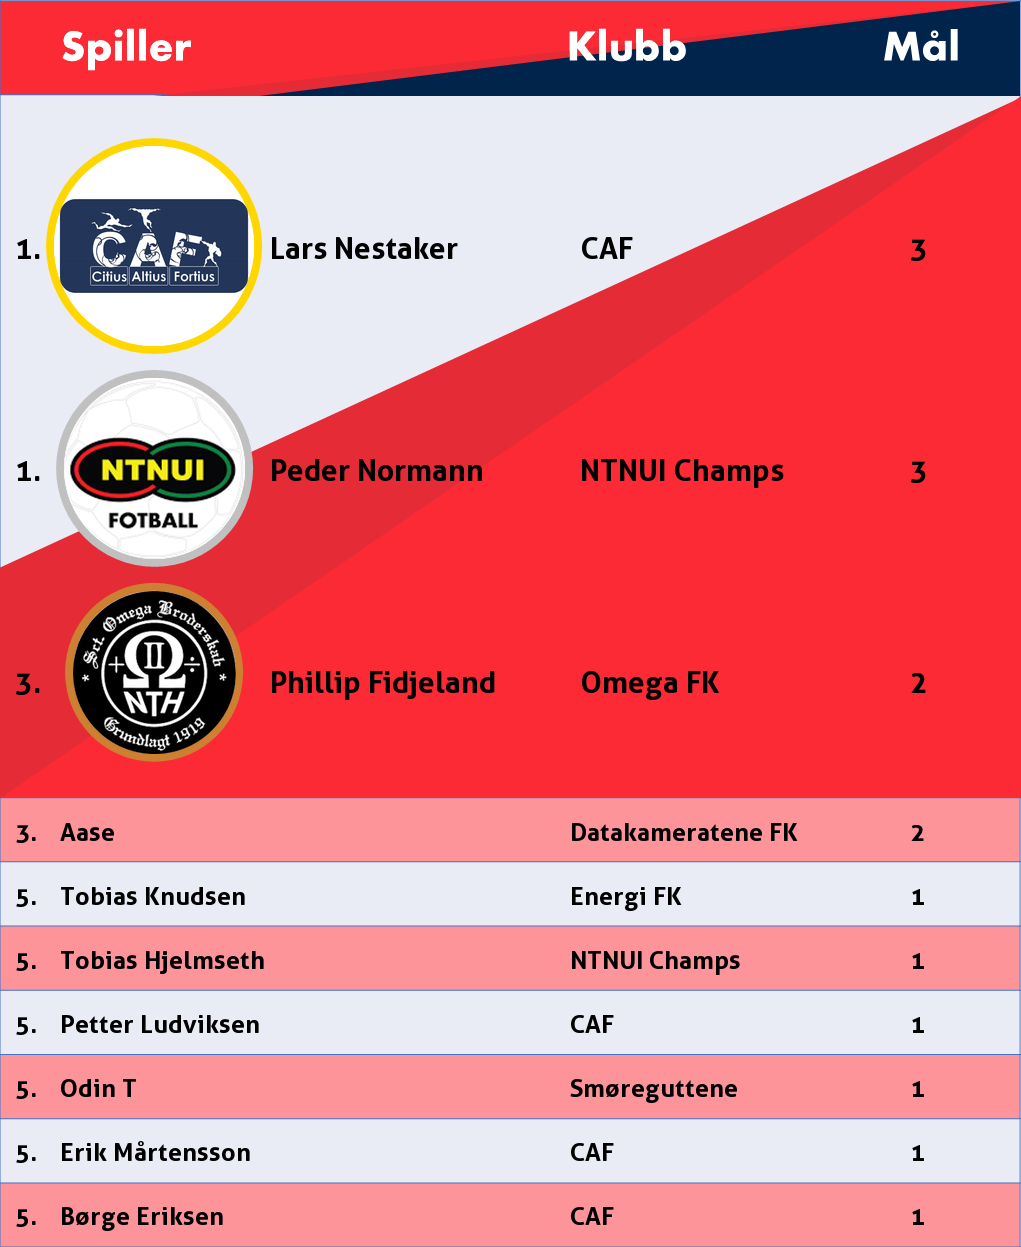 Spiller Klubb Mål
1. CAF Citius Altius Fortius Lars Nestaker CAF 3
1. NTNUI FOTBALL Peder Normann NTNUI Champs 3
3. Sct. Omega Broderskab Ω II + ÷ NTH * * Grundlagt 1919 Phillip Fidjeland Omega FK 2
3. Aase Datakameratene FK 2
5. Tobias Knudsen Energi FK 1
5. Tobias Hjelmseth NTNUI Champs 1
5. Petter Ludviksen CAF 1
5. Odin T Smøreguttene 1
5. Erik Mårtensson CAF 1
5. Børge Eriksen CAF 1